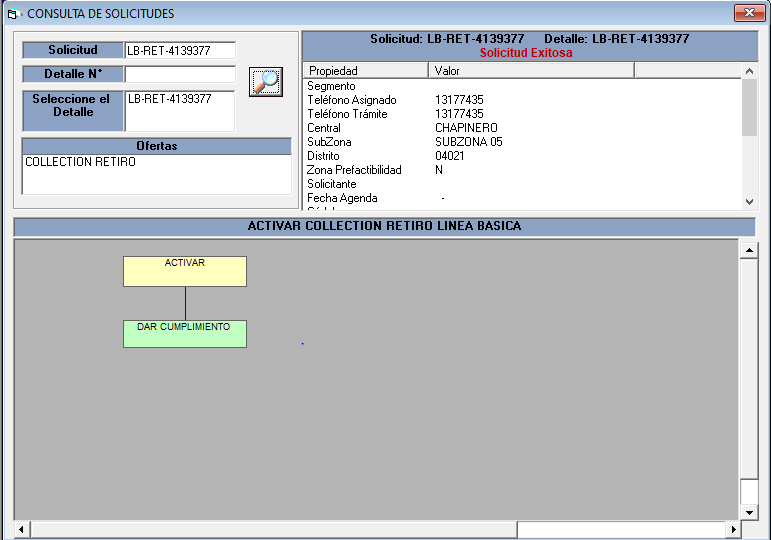 CONSULTA DE SOLICITUDES
Solicitud LB-RET-4139377
Detalle N°
Seleccione el Detalle LB-RET-4139377
Ofertas
COLLECTION RETIRO
Solicitud: LB-RET-4139377 Detalle: LB-RET-4139377
Solicitud Exitosa
Propiedad Valor
Segmento
Teléfono Asignado 13177435
Teléfono Trámite 13177435
Central CHAPINERO
SubZona SUBZONA 05
Distrito 04021
Zona Prefactibilidad N
Solicitante
Fecha Agenda -
ACTIVAR COLLECTION RETIRO LINEA BASICA
ACTIVAR
DAR CUMPLIMIENTO